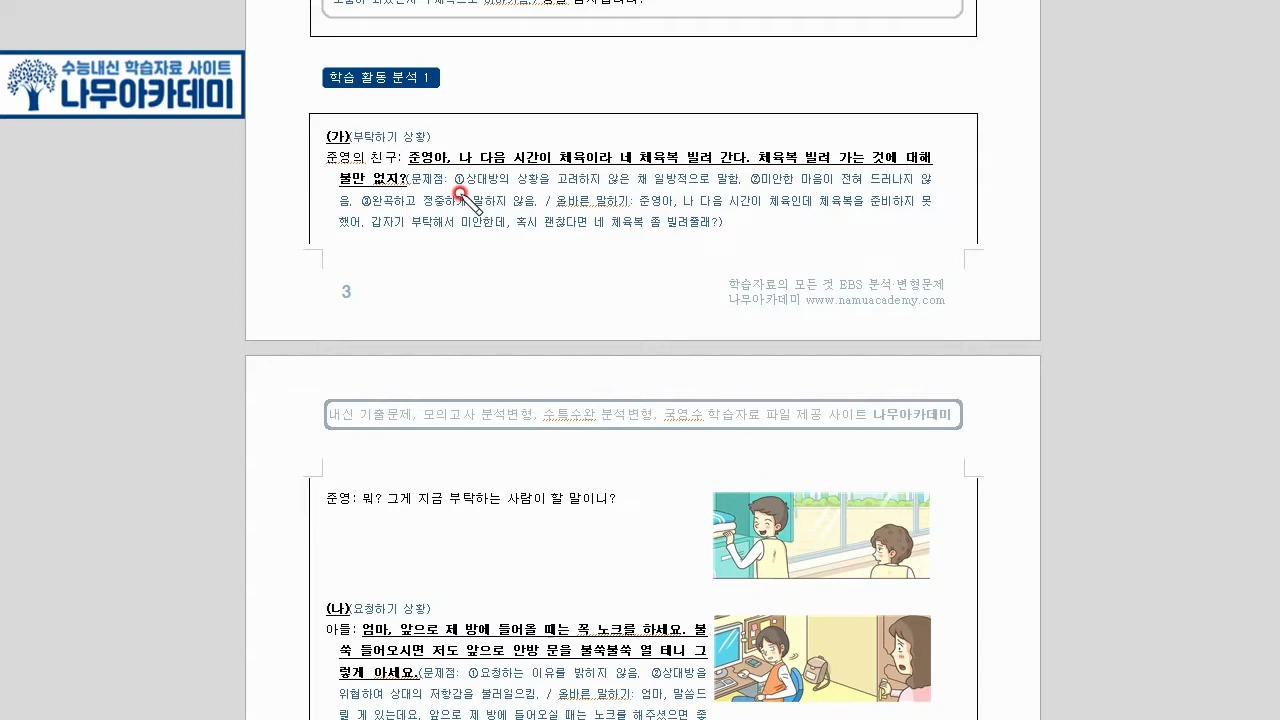 수능내신 학습자료 사이트
나무아카데미
학습 활동 분석 1
(가)(부탁하기 상황)
준영의 친구: 준영아, 나 다음 시간이 체육이라 네 체육복 빌려 간다. 체육복 빌려 가는 것에 대해
불만 없지?(문제점: ①상대방의 상황을 고려하지 않은 채 일방적으로 말함. ②미안한 마음이 전혀 드러나지 않
음. ③완곡하고 정중하게 말하지 않음. / 올바른 말하기: 준영아, 나 다음 시간이 체육인데 체육복을 준비하지 못
했어. 갑자기 부탁해서 미안한데, 혹시 괜찮다면 네 체육복 좀 빌려줄래?)
3
학습자료의 모든 것 EBS 분석 변형문제
나무아카데미 www.namuacademy.com
내신 기출문제, 모의고사 분석변형, 수특수완 분석변형, 국영수 학습자료 파일 제공 사이트 나무아카데미
준영: 뭐? 그게 지금 부탁하는 사람이 할 말이니?
(나)(요청하기 상황)
아들: 엄마, 앞으로 제 방에 들어올 때는 꼭 노크를 하세요. 불
쑥 들어오시면 저도 앞으로 안방 문을 불쑥불쑥 열 테니 그
렇게 아세요.(문제점: ①요청하는 이유를 밝히지 않음. ②상대방을
위협하여 상대의 저항감을 불러일으킴. / 올바른 말하기: 엄마, 말씀드
릴 게 있는데요. 앞으로 제 방에 들어오실 때는 노크를 해주셨으면 좋